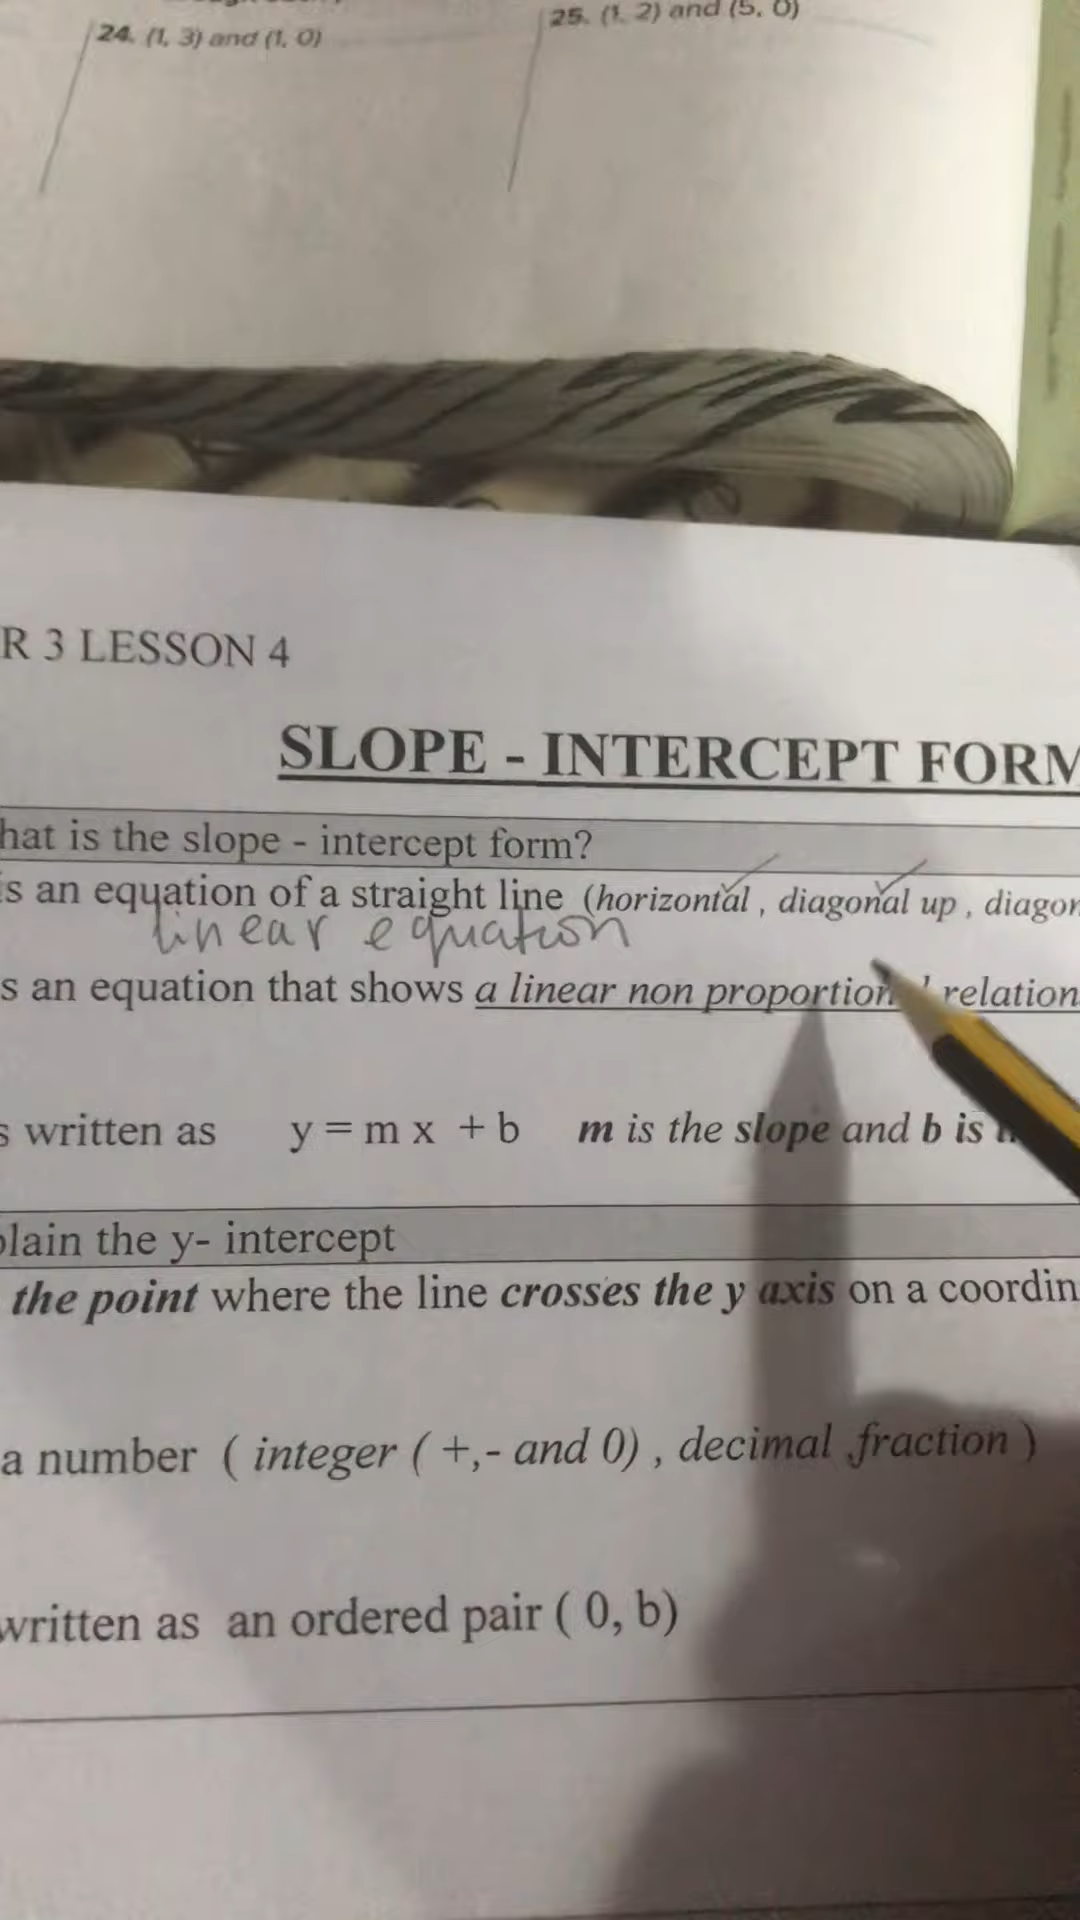 24. (1, 3) and (1, 0)
25. (1, 2) and (5, 0)
R 3 LESSON 4
SLOPE - INTERCEPT FORM
hat is the slope - intercept form?
is an equation of a straight line (horizontal , diagonal up , diagon
linear equation
s an equation that shows a linear non proportion relation
s written as y = m x + b m is the slope and b is
plain the y- intercept
the point where the line crosses the y axis on a coordin
a number ( integer ( +,- and 0) , decimal fraction )
written as an ordered pair ( 0, b)